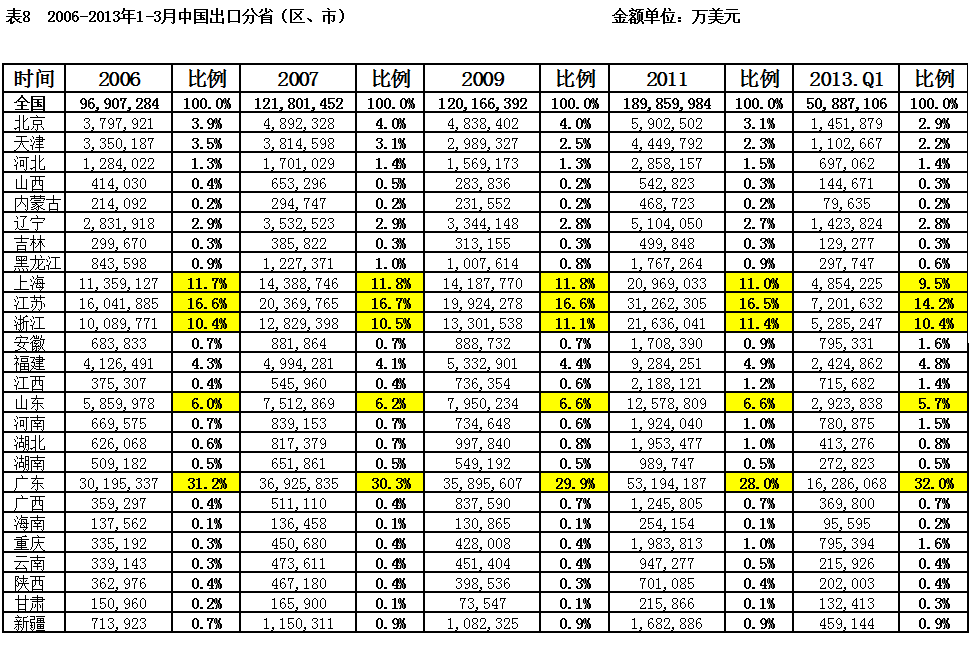 表8 2006-2013年1-3月中国出口分省（区、市） 金额单位：万美元
时间 2006 比例 2007 比例 2009 比例 2011 比例 2013.Q1 比例
全国 96,907,284 100.0% 121,801,452 100.0% 120,166,392 100.0% 189,859,984 100.0% 50,887,106 100.0%
北京 3,797,921 3.9% 4,892,328 4.0% 4,838,402 4.0% 5,902,502 3.1% 1,451,879 2.9%
天津 3,350,187 3.5% 3,814,598 3.1% 2,989,327 2.5% 4,449,792 2.3% 1,102,667 2.2%
河北 1,284,022 1.3% 1,701,029 1.4% 1,569,173 1.3% 2,858,157 1.5% 697,062 1.4%
山西 414,030 0.4% 653,296 0.5% 283,836 0.2% 542,823 0.3% 144,671 0.3%
内蒙古 214,092 0.2% 294,747 0.2% 231,552 0.2% 468,723 0.2% 79,635 0.2%
辽宁 2,831,918 2.9% 3,532,523 2.9% 3,344,148 2.8% 5,104,050 2.7% 1,423,824 2.8%
吉林 299,670 0.3% 385,822 0.3% 313,155 0.3% 499,848 0.3% 129,277 0.3%
黑龙江 843,598 0.9% 1,227,371 1.0% 1,007,614 0.8% 1,767,264 0.9% 297,747 0.6%
上海 11,359,127 11.7% 14,388,746 11.8% 14,187,770 11.8% 20,969,033 11.0% 4,854,225 9.5%
江苏 16,041,885 16.6% 20,369,765 16.7% 19,924,278 16.6% 31,262,305 16.5% 7,201,632 14.2%
浙江 10,089,771 10.4% 12,829,398 10.5% 13,301,538 11.1% 21,636,041 11.4% 5,285,247 10.4%
安徽 683,833 0.7% 881,864 0.7% 888,732 0.7% 1,708,390 0.9% 795,331 1.6%
福建 4,126,491 4.3% 4,994,281 4.1% 5,332,901 4.4% 9,284,251 4.9% 2,424,862 4.8%
江西 375,307 0.4% 545,960 0.4% 736,354 0.6% 2,188,121 1.2% 715,682 1.4%
山东 5,859,978 6.0% 7,512,869 6.2% 7,950,234 6.6% 12,578,809 6.6% 2,923,838 5.7%
河南 669,575 0.7% 839,153 0.7% 734,648 0.6% 1,924,040 1.0% 780,875 1.5%
湖北 626,068 0.6% 817,379 0.7% 997,840 0.8% 1,953,477 1.0% 413,276 0.8%
湖南 509,182 0.5% 651,861 0.5% 549,192 0.5% 989,747 0.5% 272,823 0.5%
广东 30,195,337 31.2% 36,925,835 30.3% 35,895,607 29.9% 53,194,187 28.0% 16,286,068 32.0%
广西 359,297 0.4% 511,110 0.4% 837,590 0.7% 1,245,805 0.7% 369,800 0.7%
海南 137,562 0.1% 136,458 0.1% 130,865 0.1% 254,154 0.1% 95,595 0.2%
重庆 335,192 0.3% 450,680 0.4% 428,008 0.4% 1,983,813 1.0% 795,394 1.6%
云南 339,143 0.3% 473,611 0.4% 451,404 0.4% 947,277 0.5% 215,926 0.4%
陕西 362,976 0.4% 467,180 0.4% 398,536 0.3% 701,085 0.4% 202,003 0.4%
甘肃 150,960 0.2% 165,900 0.1% 73,547 0.1% 215,866 0.1% 132,413 0.3%
新疆 713,923 0.7% 1,150,311 0.9% 1,082,325 0.9% 1,682,886 0.9% 459,144 0.9%